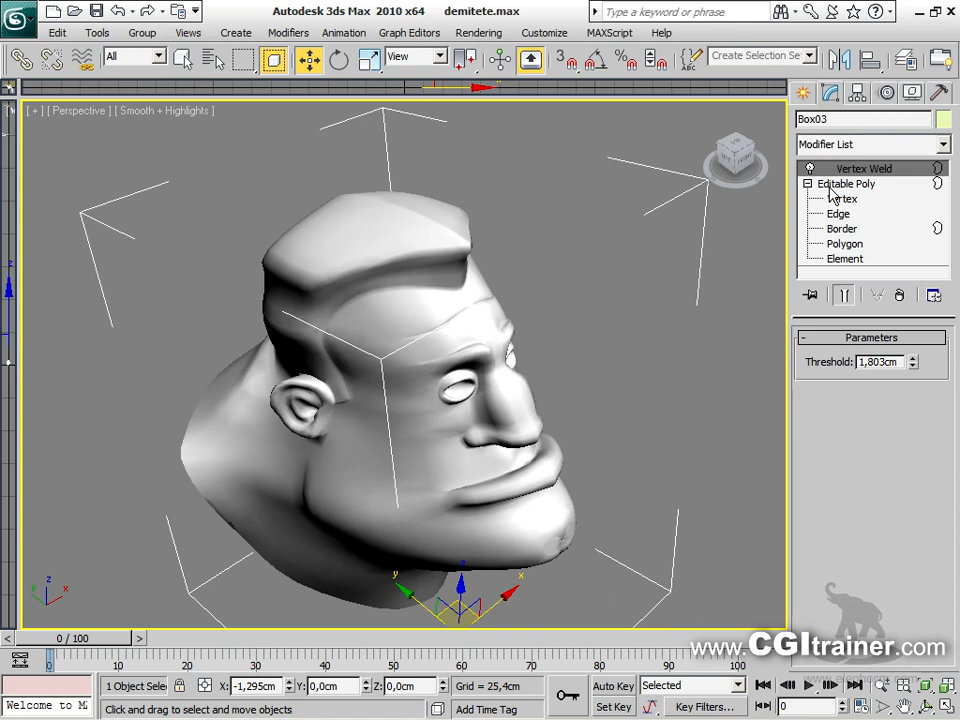 Autodesk 3ds Max 2010 x64 demitete.max
Type a keyword or phrase
Edit Tools Group Views Create Modifiers Animation Graph Editors Rendering Customize MAXScript Help
All View 3 Create Selection Se
[ + ] [ Perspective ] [ Smooth + Highlights ]
Box03
Modifier List
Vertex Weld
Editable Poly
Vertex
Edge
Border
Polygon
Element
- Parameters
Threshold: 1,803cm
z
y
x
z
y x
0 / 100
0 10 20 30 40 50 60 70 80 90 100
www.CGItrainer.com
1 Object Selec X: -1,295cm Y: 0,0cm Z: 0,0cm Grid = 25,4cm Auto Key Selected
Welcome to M Click and drag to select and move objects Add Time Tag Set Key Key Filters... 0